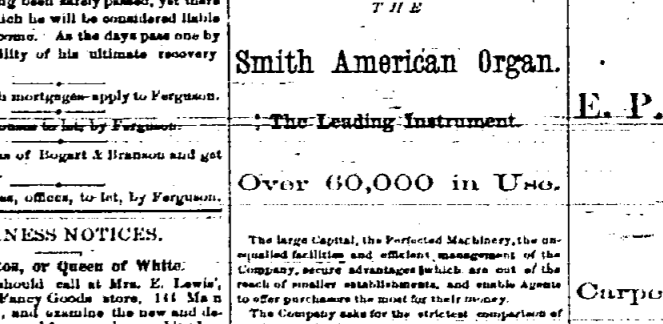 ng been safely passed, yet there
ich he will be considered liable
As the days pass one by
ility of his ultimate recovery
h mortgages apply to Ferguson.
to let, by Ferguson.
s of Bogart & Branson and get
as, offices, to let, by Ferguson.
NESS NOTICES.
or Queen of White.
should call at Mrs. E. Lewis',
Fancy Goods store, 144 Main
, and examine the new and de-
THE
Smith American Organ.
The Leading Instrument.
Over 60,000 in Use.
The large Capital, the Perfected Machinery, the un-
equalled facilities and efficient management of the
Company, secure advantages which are out of the
reach of smaller establishments, and enable Agents
to offer purchasers the most for their money.
The Company asks for the strictest comparison of
E. P.
Carpe